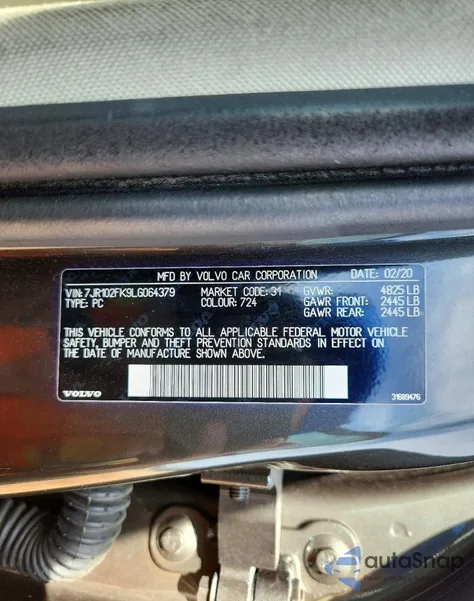 MFD BY VOLVO CAR CORPORATION DATE: 02/20
VIN:7JR102FK9LG064379 MARKET CODE: 31 GVWR: 4825 LB
TYPE: PC COLOUR: 724 GAWR FRONT: 2445 LB
GAWR REAR: 2445 LB
THIS VEHICLE CONFORMS TO ALL APPLICABLE FEDERAL MOTOR VEHICLE
SAFETY, BUMPER AND THEFT PREVENTION STANDARDS IN EFFECT ON
THE DATE OF MANUFACTURE SHOWN ABOVE.
VOLVO 31689476
autoSnap